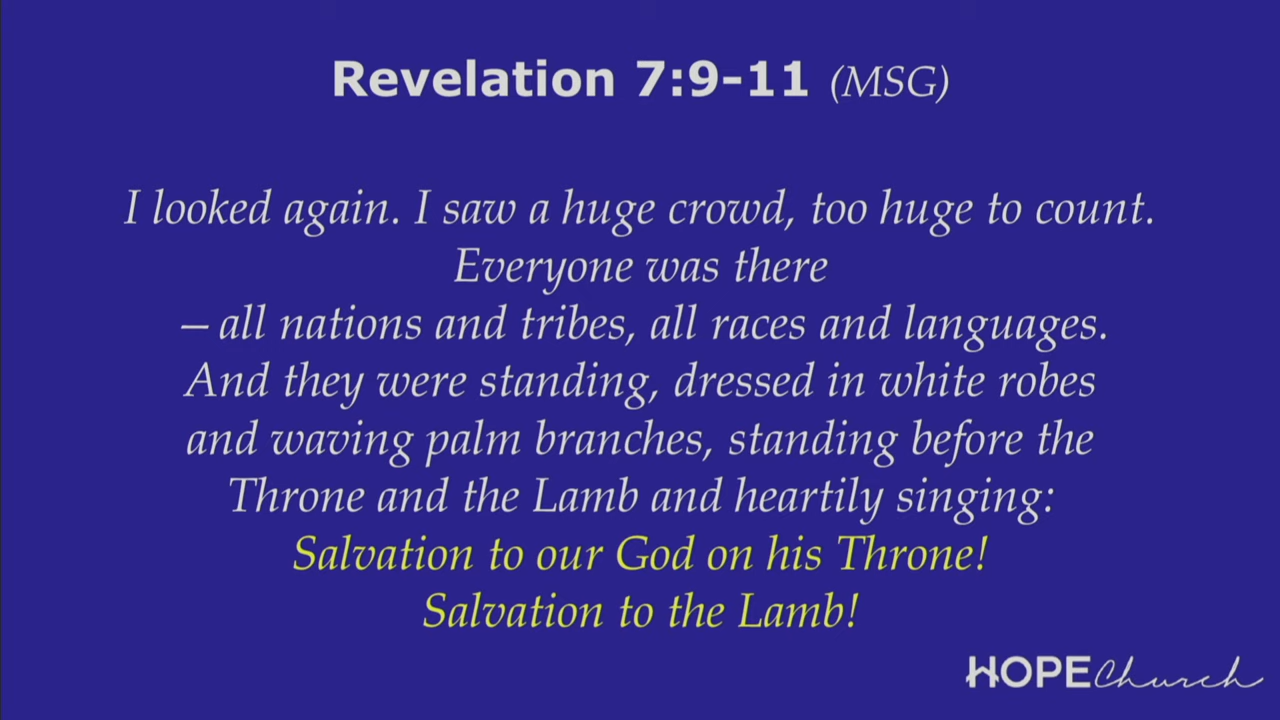 Revelation 7:9-11 (MSG)
I looked again. I saw a huge crowd, too huge to count.
Everyone was there
—all nations and tribes, all races and languages.
And they were standing, dressed in white robes
and waving palm branches, standing before the
Throne and the Lamb and heartily singing:
Salvation to our God on his Throne!
Salvation to the Lamb!
HOPE Church